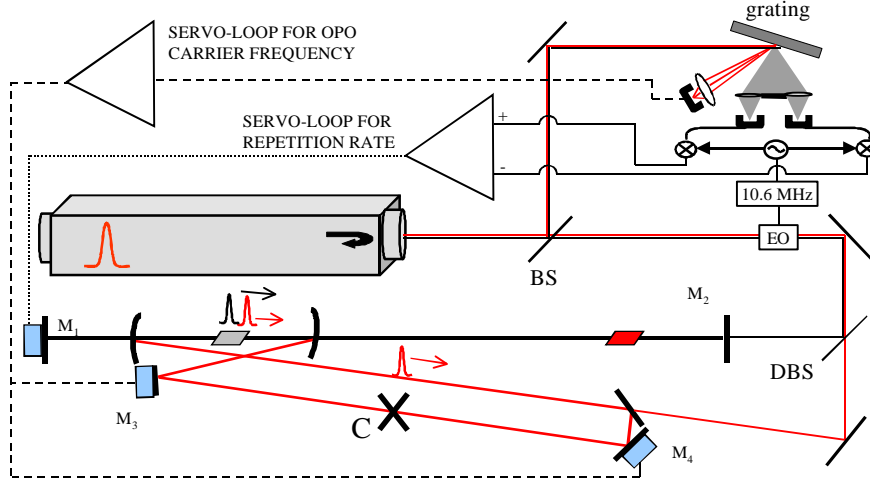 grating
SERVO-LOOP FOR OPO
CARRIER FREQUENCY
SERVO-LOOP FOR
REPETITION RATE
+
-
10.6 MHz
EO
BS
M1
M2
DBS
M3
C
M4